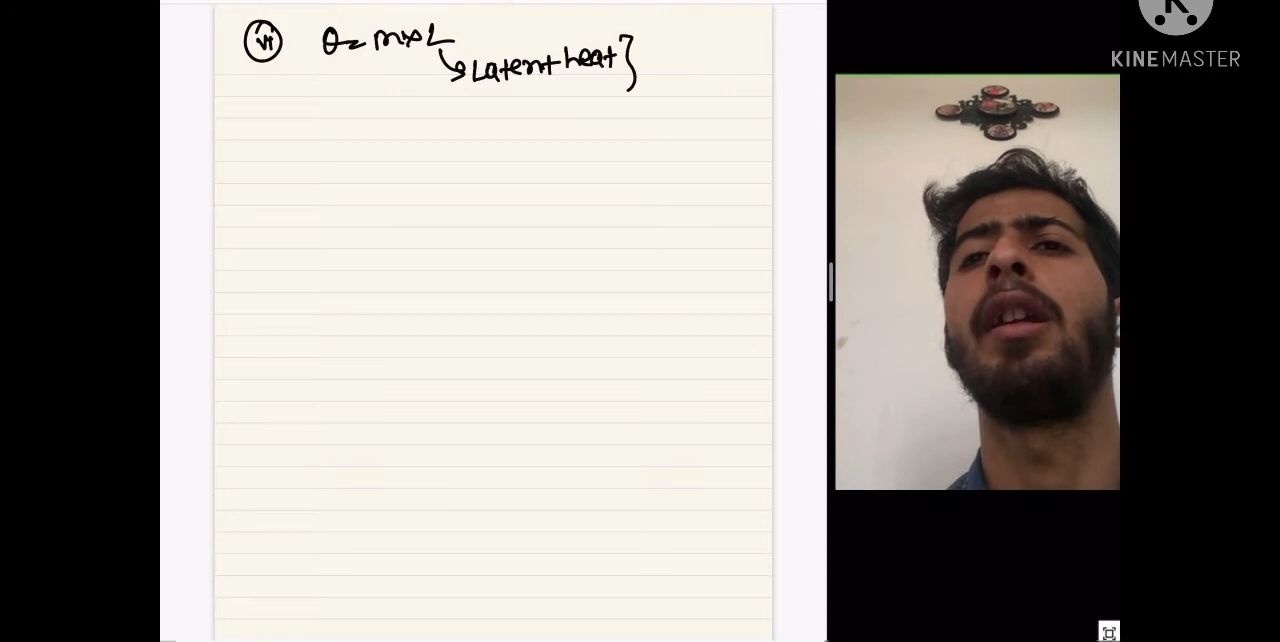 vi Q = m × L
Latent heat }
KINEMASTER